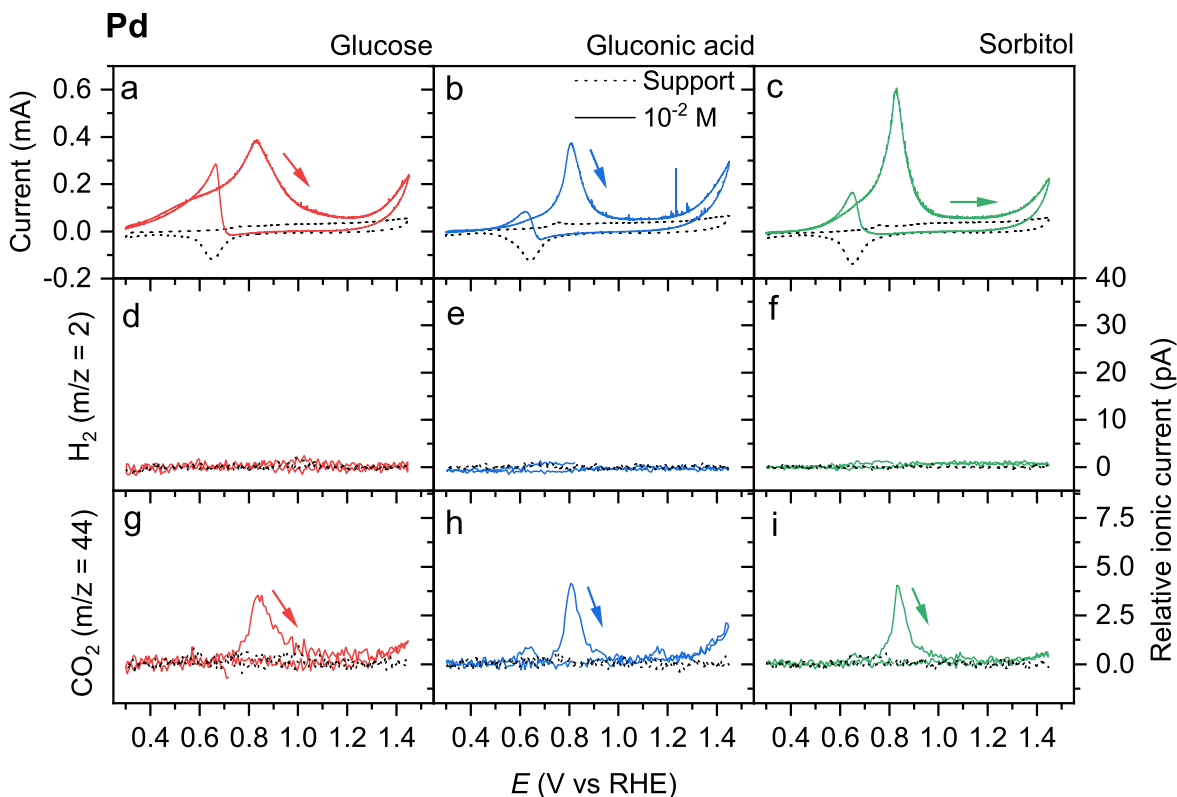 Pd
Glucose Gluconic acid Sorbitol
a b c
Support
10⁻² M
Current (mA)
0.6
0.4
0.2
0.0
-0.2
d e f
H₂ (m/z = 2)
40
30
20
10
0
g h i
CO₂ (m/z = 44)
7.5
5.0
2.5
0.0
Relative ionic current (pA)
0.4 0.6 0.8 1.0 1.2 1.4 0.4 0.6 0.8 1.0 1.2 1.4 0.4 0.6 0.8 1.0 1.2 1.4
E (V vs RHE)